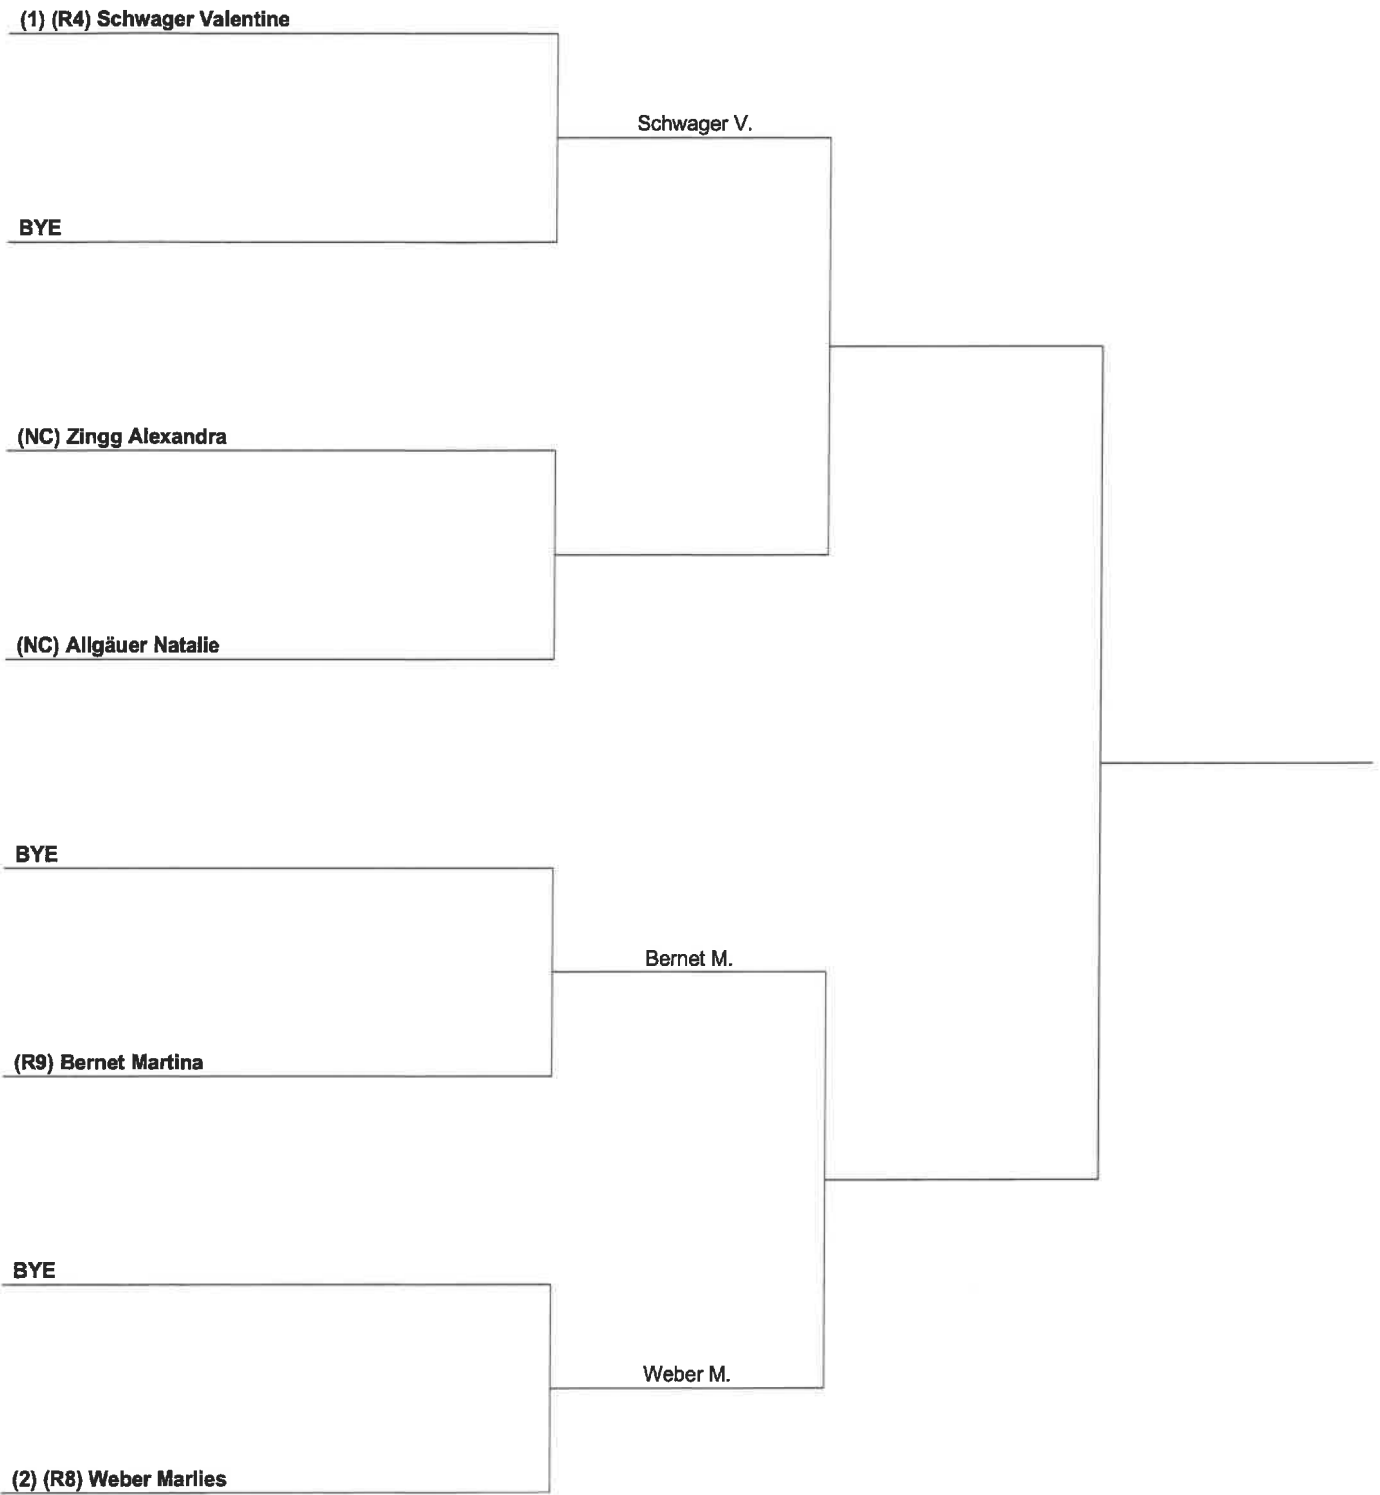 (1) (R4) Schwager Valentine
Schwager V.
BYE
(NC) Zingg Alexandra
(NC) Allgäuer Natalie
BYE
Bernet M.
(R9) Bernet Martina
BYE
Weber M.
(2) (R8) Weber Marlies